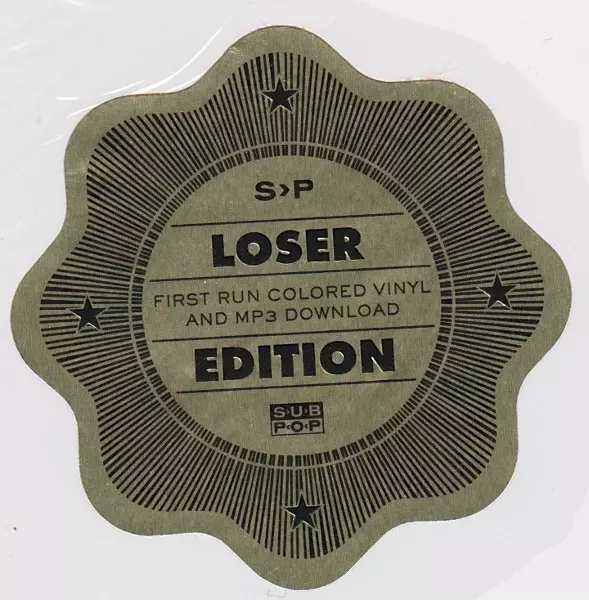 S>P
LOSER
FIRST RUN COLORED VINYL
AND MP3 DOWNLOAD
EDITION
S·U·B
P·O·P